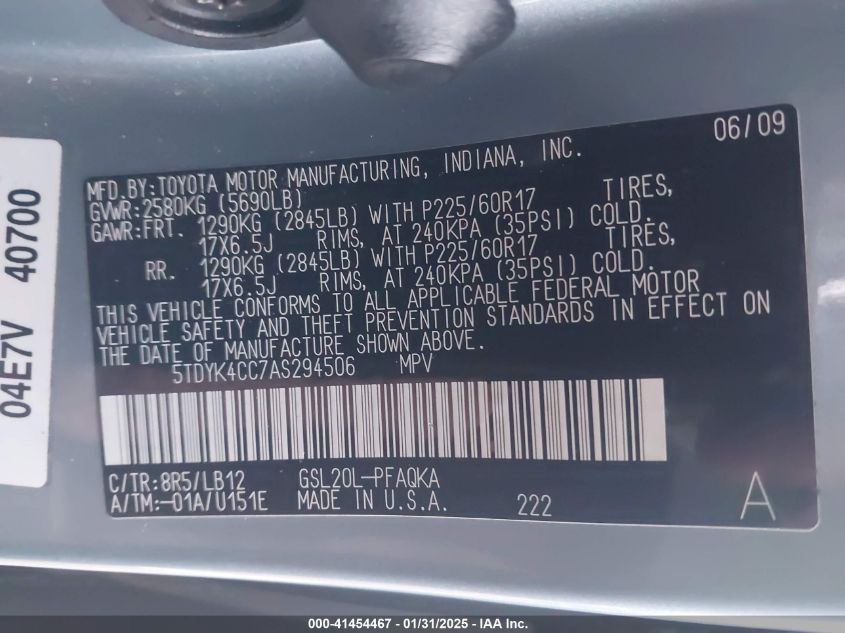 04E7V 40700
06/09
MFD.BY:TOYOTA MOTOR MANUFACTURING, INDIANA, INC.
GVWR:2580KG (5690LB)
GAWR:FRT. 1290KG (2845LB) WITH P225/60R17 TIRES,
17X6.5J RIMS, AT 240KPA (35PSI) COLD.
RR. 1290KG (2845LB) WITH P225/60R17 TIRES,
17X6.5J RIMS, AT 240KPA (35PSI) COLD.
THIS VEHICLE CONFORMS TO ALL APPLICABLE FEDERAL MOTOR
VEHICLE SAFETY AND THEFT PREVENTION STANDARDS IN EFFECT ON
THE DATE OF MANUFACTURE SHOWN ABOVE.
5TDYK4CC7AS294506 MPV
C/TR:8R5/LB12 GSL20L-PFAQKA
A/TM:-01A/U151E MADE IN U.S.A. 222 A
000-41454467 - 01/31/2025 - IAA Inc.